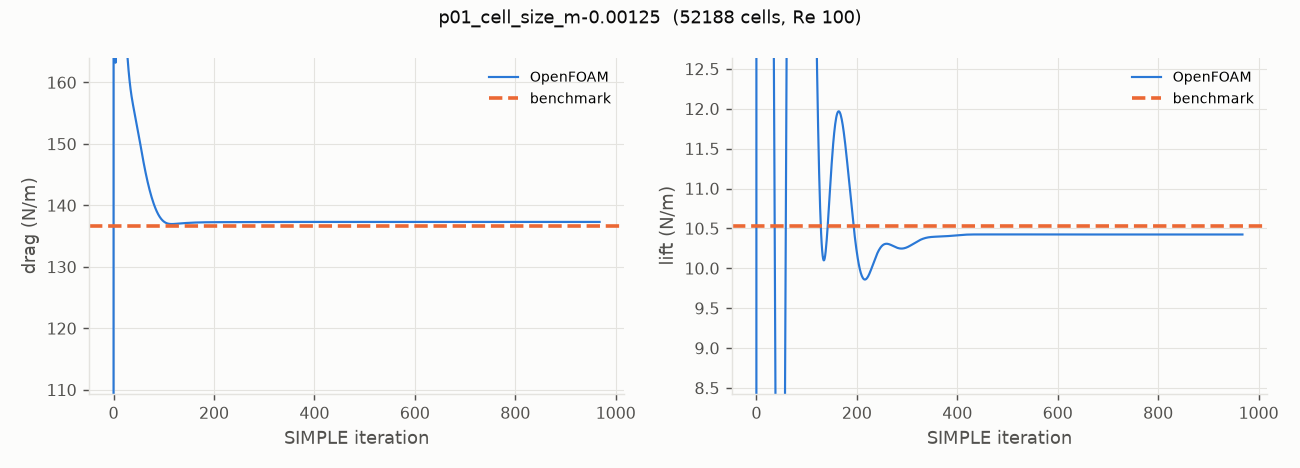 p01_cell_size_m-0.00125  (52188 cells, Re 100)
drag (N/m)
160
150
140
130
120
110
0 200 400 600 800 1000
SIMPLE iteration
OpenFOAM
benchmark
lift (N/m)
12.5
12.0
11.5
11.0
10.5
10.0
9.5
9.0
8.5
0 200 400 600 800 1000
SIMPLE iteration
OpenFOAM
benchmark